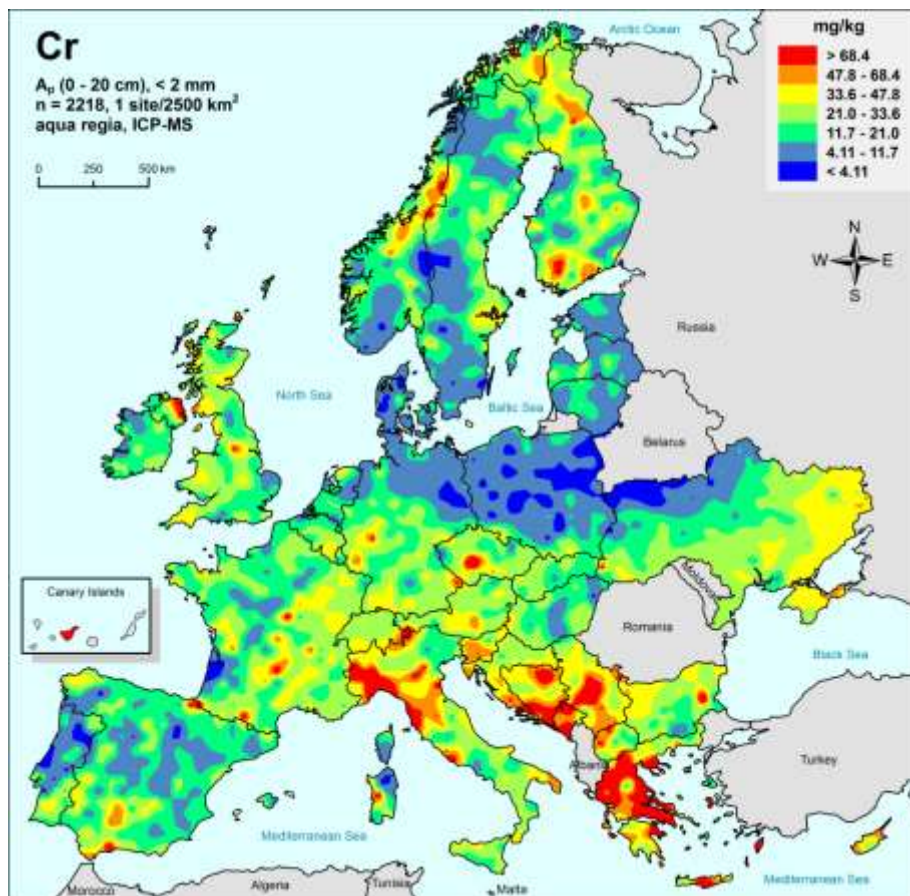 Cr
Ap (0 - 20 cm), < 2 mm
n = 2218, 1 site/2500 km²
aqua regia, ICP-MS
0 250 500 km
mg/kg
> 68.4
47.8 - 68.4
33.6 - 47.8
21.0 - 33.6
11.7 - 21.0
4.11 - 11.7
< 4.11
Arctic Ocean
N
W E
S
Russia
North Sea
Baltic Sea
Belarus
Moldova
Canary Islands
Romania
Black Sea
Albania
Turkey
Mediterranean Sea
Mediterranean Sea
Morocco
Algeria
Tunisia
Malta